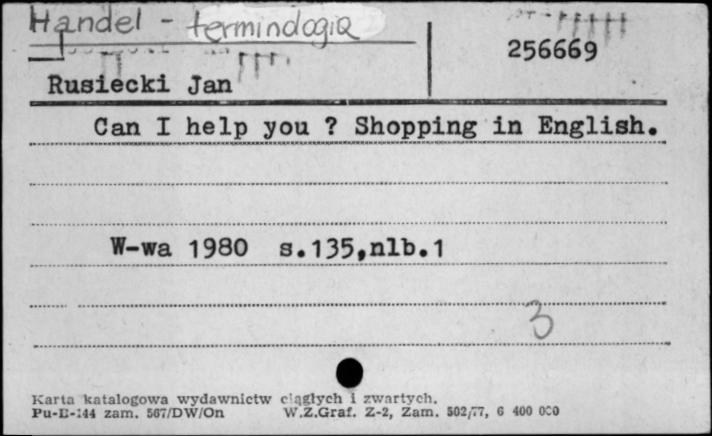 Handel - terminologia
256669
Rusiecki Jan
Can I help you ? Shopping in English.
W-wa 1980 s.135,nlb.1
3
Karta katalogowa wydawnictw ciągłych i zwartych.
Pu-B-144 zam. 567/DW/On W.Z.Graf. Z-2, Zam. 502/77, 6 400 000